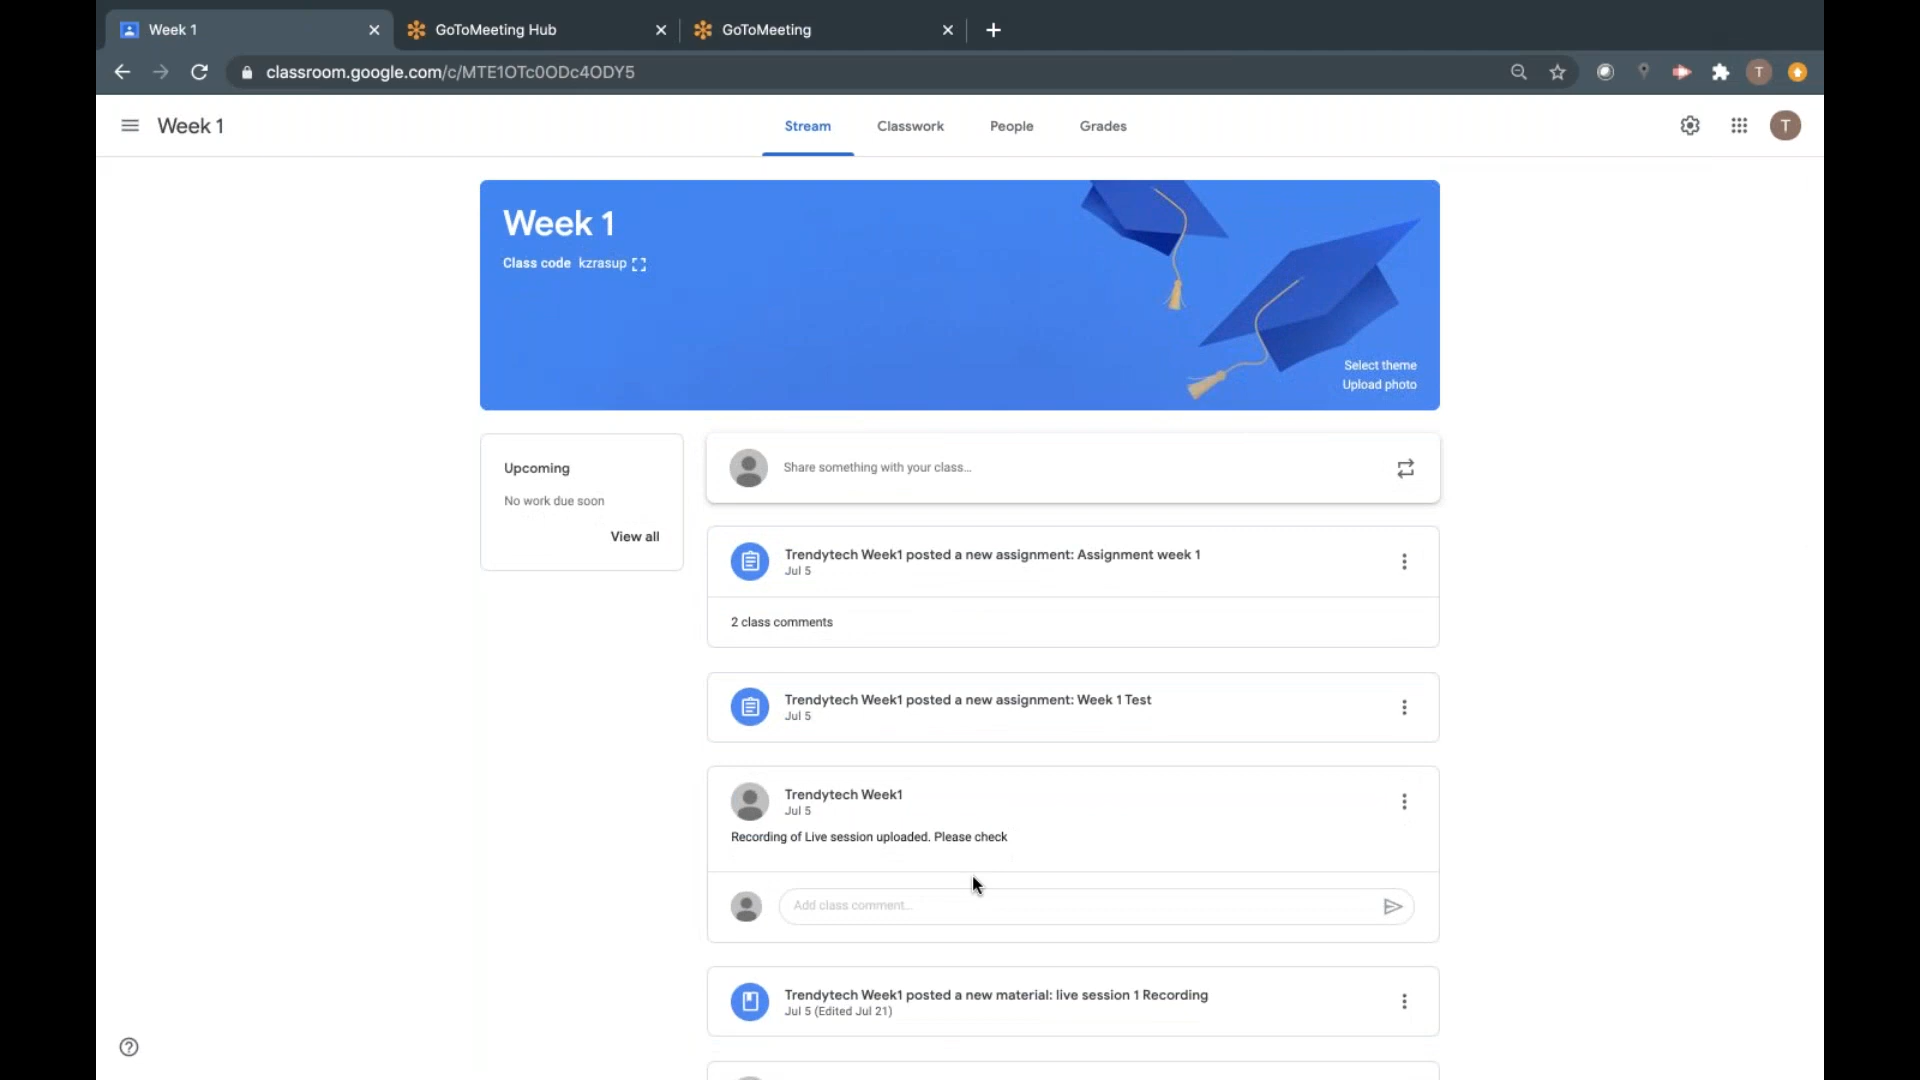 Week 1
GoToMeeting Hub
GoToMeeting
classroom.google.com/c/MTE1OTc0ODc4ODY5
T
Week 1
Stream
Classwork
People
Grades
T
Week 1
Class code kzrasup
Select theme
Upload photo
Upcoming
No work due soon
View all
Share something with your class...
Trendytech Week1 posted a new assignment: Assignment week 1
Jul 5
2 class comments
Trendytech Week1 posted a new assignment: Week 1 Test
Jul 5
Trendytech Week1
Jul 5
Recording of Live session uploaded. Please check
Add class comment...
Trendytech Week1 posted a new material: live session 1 Recording
Jul 5 (Edited Jul 21)